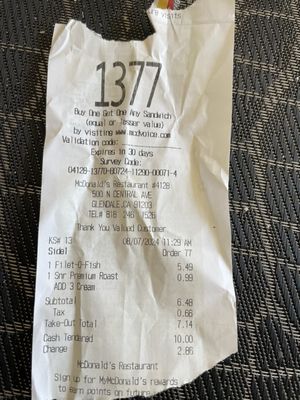 1377
Buy One Get One Any Sandwich
(equal or lesser value)
by visiting www.mcdvoice.com
Validation code:
Expires in 30 days
Survey Code:
04128-13770-80724-11290-00071-4
McDonald's Restaurant #4128
500 N CENTRAL AVE
GLENDALE,CA 91203
TEL# 818 246 1526
Thank You Valued Customer
KS# 13 08/07/2024 11:29 AM
Side1 Order 77
1 Filet-O-Fish 5.49
1 Snr Premium Roast 0.99
ADD 3 Cream
Subtotal 6.48
Tax 0.66
Take-Out Total 7.14
Cash Tendered 10.00
Change 2.86
McDonald's Restaurant
Sign up for MyMcDonald's rewards
to earn points on future